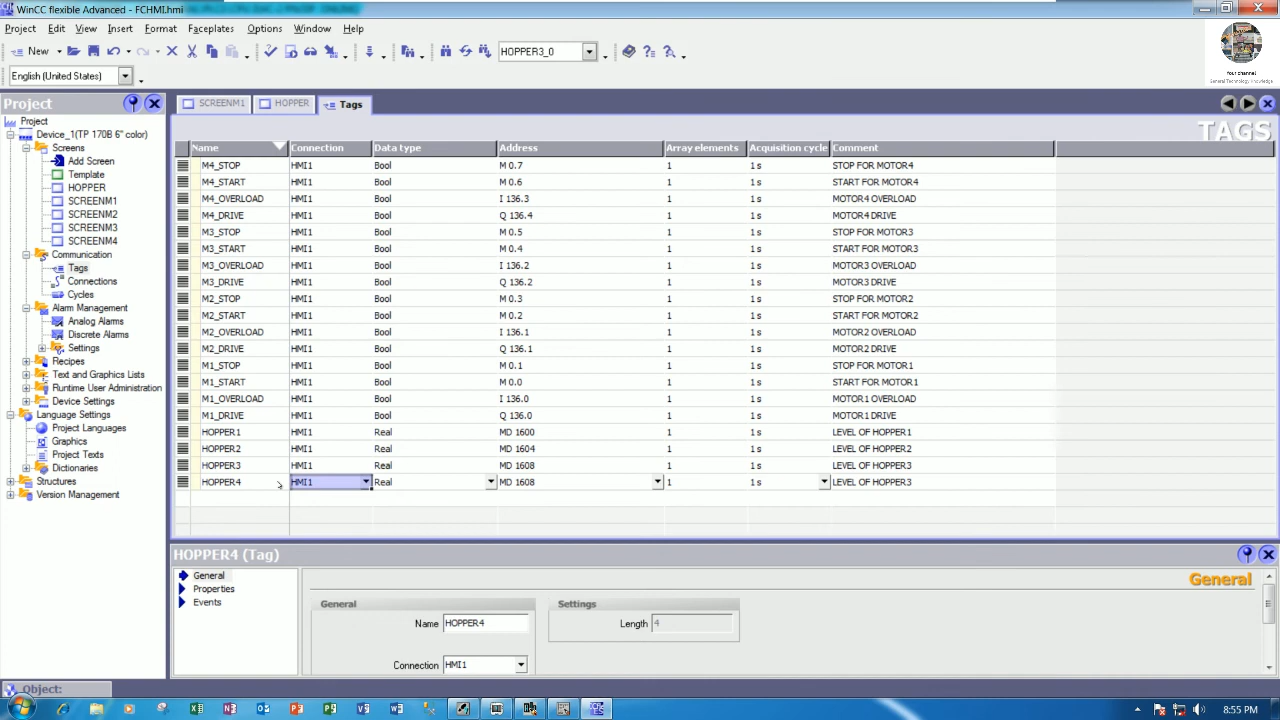 WinCC flexible Advanced - FCHMI.hmi
Project Edit View Insert Format Faceplates Options Window Help
New HOPPER3_0
English (United States)
Your channel
General Technology Knowledge
Project
SCREENM1 HOPPER Tags
TAGS
Project
Device_1(TP 170B 6" color)
Screens
Add Screen
Template
HOPPER
SCREENM1
SCREENM2
SCREENM3
SCREENM4
Communication
Tags
Connections
Cycles
Alarm Management
Analog Alarms
Discrete Alarms
Settings
Recipes
Text and Graphics Lists
Runtime User Administration
Device Settings
Language Settings
Project Languages
Graphics
Project Texts
Dictionaries
Structures
Version Management
Name Connection Data type Address Array elements Acquisition cycle Comment
M4_STOP HMI1 Bool M 0.7 1 1 s STOP FOR MOTOR4
M4_START HMI1 Bool M 0.6 1 1 s START FOR MOTOR4
M4_OVERLOAD HMI1 Bool I 136.3 1 1 s MOTOR4 OVERLOAD
M4_DRIVE HMI1 Bool Q 136.4 1 1 s MOTOR4 DRIVE
M3_STOP HMI1 Bool M 0.5 1 1 s STOP FOR MOTOR3
M3_START HMI1 Bool M 0.4 1 1 s START FOR MOTOR3
M3_OVERLOAD HMI1 Bool I 136.2 1 1 s MOTOR3 OVERLOAD
M3_DRIVE HMI1 Bool Q 136.2 1 1 s MOTOR3 DRIVE
M2_STOP HMI1 Bool M 0.3 1 1 s STOP FOR MOTOR2
M2_START HMI1 Bool M 0.2 1 1 s START FOR MOTOR2
M2_OVERLOAD HMI1 Bool I 136.1 1 1 s MOTOR2 OVERLOAD
M2_DRIVE HMI1 Bool Q 136.1 1 1 s MOTOR2 DRIVE
M1_STOP HMI1 Bool M 0.1 1 1 s STOP FOR MOTOR1
M1_START HMI1 Bool M 0.0 1 1 s START FOR MOTOR1
M1_OVERLOAD HMI1 Bool I 136.0 1 1 s MOTOR1 OVERLOAD
M1_DRIVE HMI1 Bool Q 136.0 1 1 s MOTOR1 DRIVE
HOPPER1 HMI1 Real MD 1600 1 1 s LEVEL OF HOPPER1
HOPPER2 HMI1 Real MD 1604 1 1 s LEVEL OF HOPPER2
HOPPER3 HMI1 Real MD 1608 1 1 s LEVEL OF HOPPER3
HOPPER4 HMI1 Real MD 1608 1 1 s LEVEL OF HOPPER3
HOPPER4 (Tag)
General
Properties
Events
General
General
Name HOPPER4
Connection HMI1
Settings
Length 4
Object:
8:55 PM